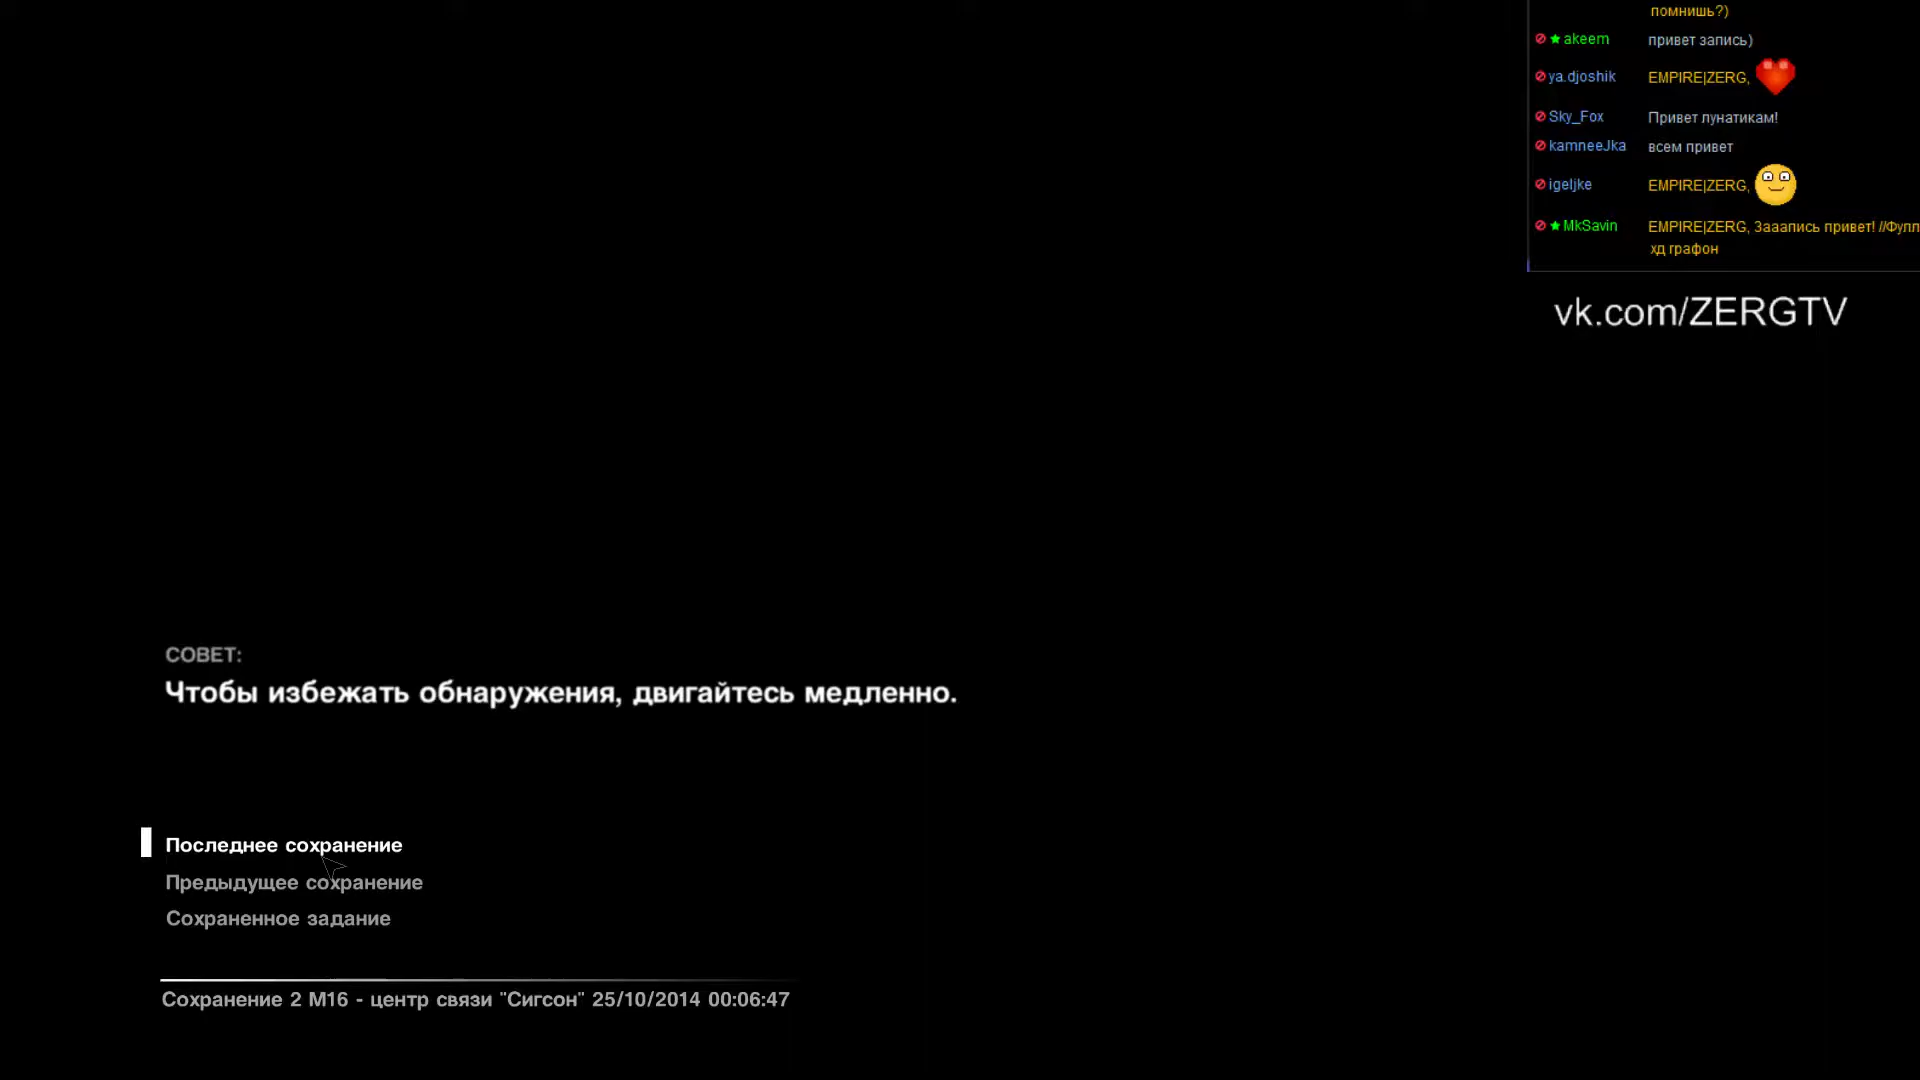 помнишь?)
akeem привет запись)
ya.djoshik EMPIRE|ZERG,
Sky_Fox Привет лунатикам!
kamneeJka всем привет
igeljke EMPIRE|ZERG,
MkSavin EMPIRE|ZERG, Зааапись привет! //Фулл
хд графон
vk.com/ZERGTV
СОВЕТ:
Чтобы избежать обнаружения, двигайтесь медленно.
Последнее сохранение
Предыдущее сохранение
Сохраненное задание
Сохранение 2 М16 - центр связи "Сигсон" 25/10/2014 00:06:47